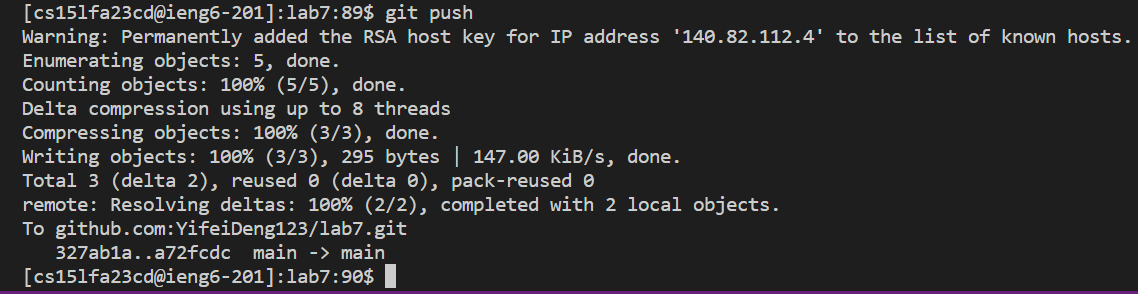 [cs15lfa23cd@ieng6-201]:lab7:89$ git push
Warning: Permanently added the RSA host key for IP address '140.82.112.4' to the list of known hosts.
Enumerating objects: 5, done.
Counting objects: 100% (5/5), done.
Delta compression using up to 8 threads
Compressing objects: 100% (3/3), done.
Writing objects: 100% (3/3), 295 bytes | 147.00 KiB/s, done.
Total 3 (delta 2), reused 0 (delta 0), pack-reused 0
remote: Resolving deltas: 100% (2/2), completed with 2 local objects.
To github.com:YifeiDeng123/lab7.git
   327ab1a..a72fcdc  main -> main
[cs15lfa23cd@ieng6-201]:lab7:90$